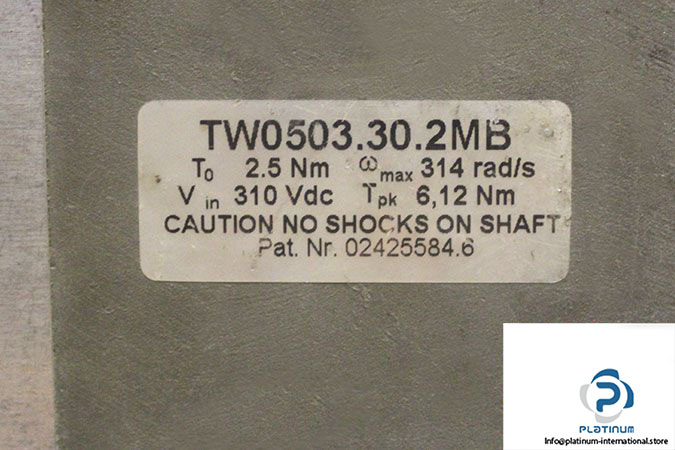 TW0503.30.2MB
T0 2.5 Nm ωmax 314 rad/s
V in 310 Vdc Tpk 6,12 Nm
CAUTION NO SHOCKS ON SHAFT
Pat. Nr. 02425584.6
PLATINUM
Info@platinum-international.store